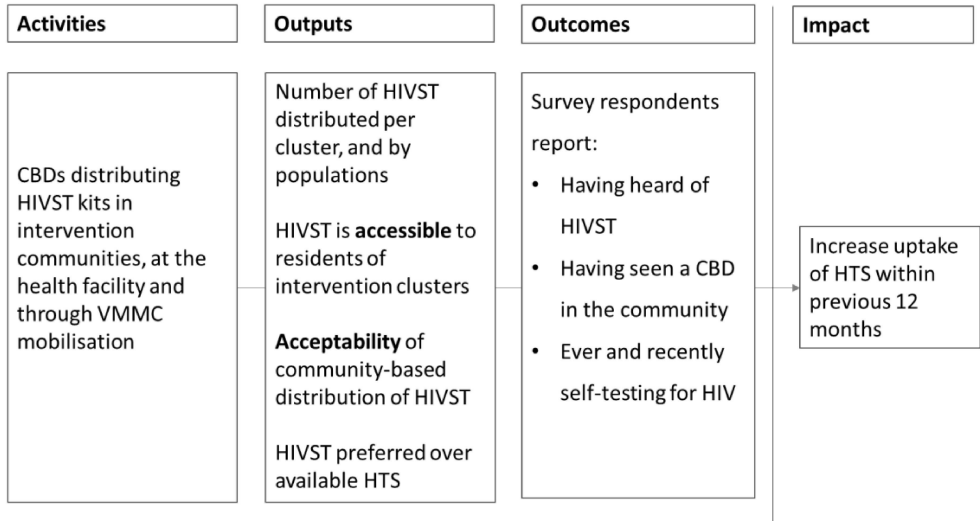 Activities
Outputs
Outcomes
Impact
CBDs distributing
HIVST kits in
intervention
communities, at the
health facility and
through VMMC
mobilisation
Number of HIVST
distributed per
cluster, and by
populations
HIVST is accessible to
residents of
intervention clusters
Acceptability of
community-based
distribution of HIVST
HIVST preferred over
available HTS
Survey respondents
report:
• Having heard of
HIVST
• Having seen a CBD
in the community
• Ever and recently
self-testing for HIV
Increase uptake
of HTS within
previous 12
months